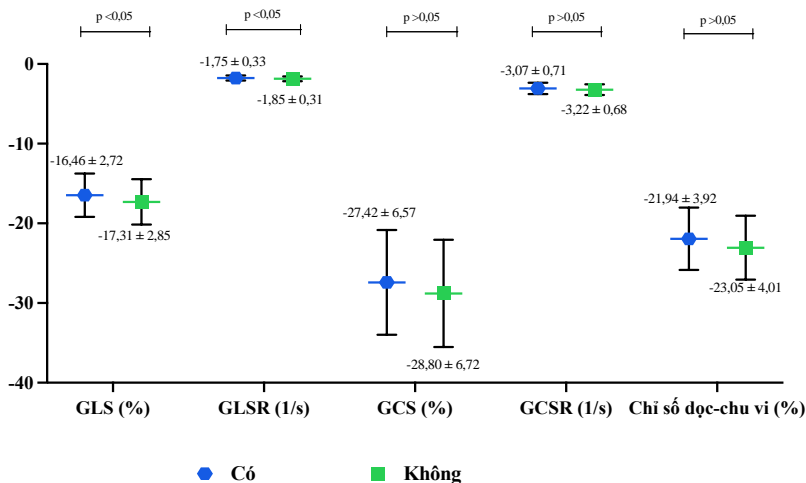 p <0,05
p <0,05
p >0,05
p >0,05
p >0,05
0
-10
-20
-30
-40
-16,46 ± 2,72
-17,31 ± 2,85
-1,75 ± 0,33
-1,85 ± 0,31
-27,42 ± 6,57
-28,80 ± 6,72
-3,07 ± 0,71
-3,22 ± 0,68
-21,94 ± 3,92
-23,05 ± 4,01
GLS (%)
GLSR (1/s)
GCS (%)
GCSR (1/s)
Chỉ số dọc-chu vi (%)
Có
Không